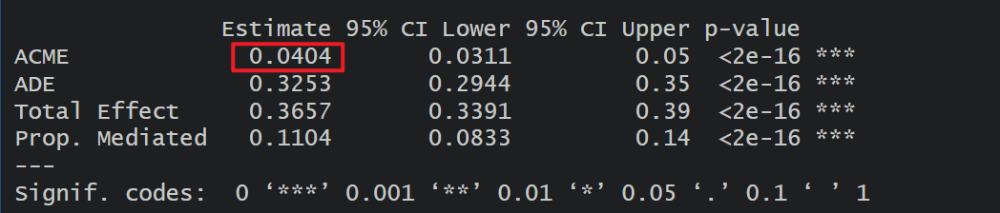 Estimate 95% CI Lower 95% CI Upper p-value
ACME 0.0404 0.0311 0.05 <2e-16 ***
ADE 0.3253 0.2944 0.35 <2e-16 ***
Total Effect 0.3657 0.3391 0.39 <2e-16 ***
Prop. Mediated 0.1104 0.0833 0.14 <2e-16 ***
---
Signif. codes: 0 ‘***’ 0.001 ‘**’ 0.01 ‘*’ 0.05 ‘.’ 0.1 ‘ ’ 1